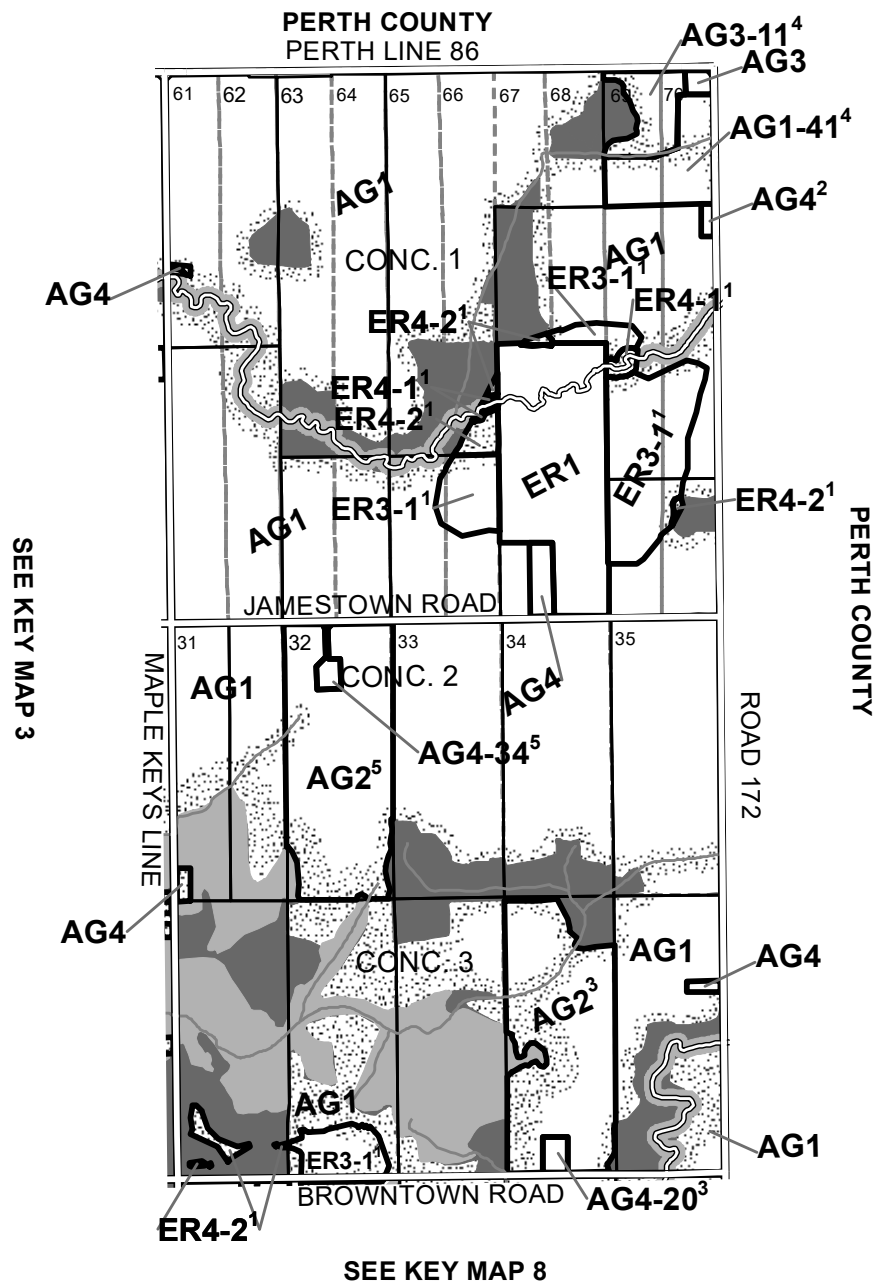 PERTH COUNTY
PERTH LINE 86
AG3-11⁴
AG3
61 62 63 64 65 66 67 68 69 70
AG1-41⁴
AG1
AG4²
AG1
CONC. 1
ER3-1¹
AG4
ER4-1¹
ER4-2¹
ER4-1¹
ER4-2¹
ER3-1¹
ER1
ER3-1¹
ER4-2¹
AG1
JAMESTOWN ROAD
SEE KEY MAP 3
PERTH COUNTY
31 32 33 34 35
MAPLE KEYS LINE
AG1
CONC. 2
AG4
ROAD 172
AG4-34⁵
AG2⁵
AG4
CONC. 3
AG1
AG4
AG2³
AG1
ER3-1¹
AG1
BROWNTOWN ROAD
AG4-20³
ER4-2¹
SEE KEY MAP 8